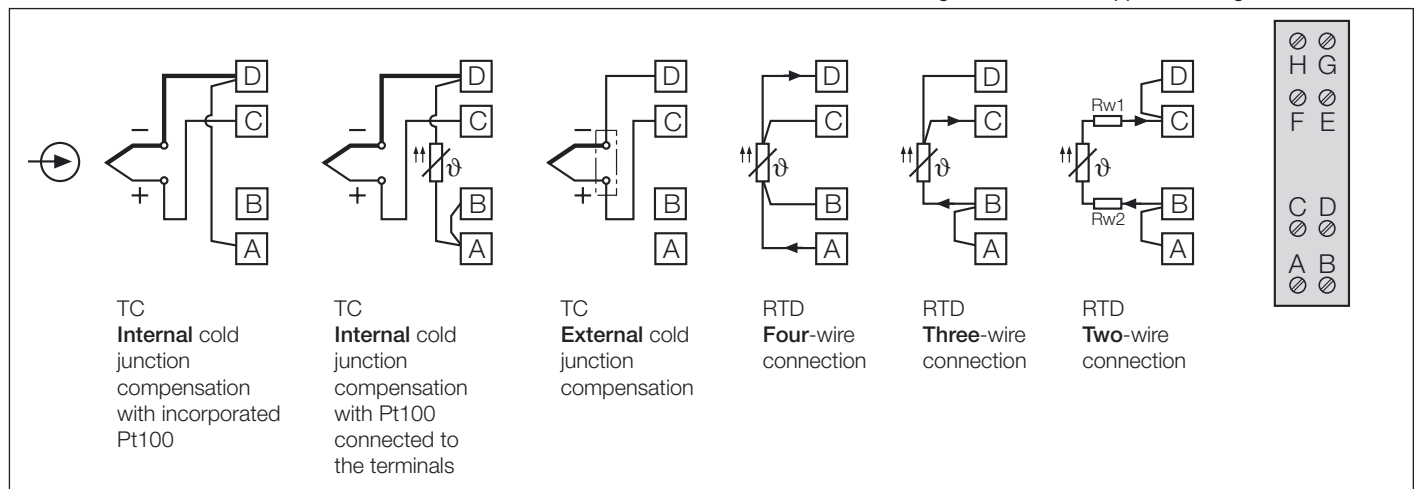 D
C
B
A
−
+
TC
Internal cold
junction
compensation
with incorporated
Pt100
D
C
B
A
−
+
ϑ
TC
Internal cold
junction
compensation
with Pt100
connected to
the terminals
D
C
B
A
−
+
TC
External cold
junction
compensation
D
C
B
A
ϑ
RTD
Four-wire
connection
D
C
B
A
ϑ
RTD
Three-wire
connection
D
C
B
A
Rw1
ϑ
Rw2
RTD
Two-wire
connection
H G
F E
C D
A B